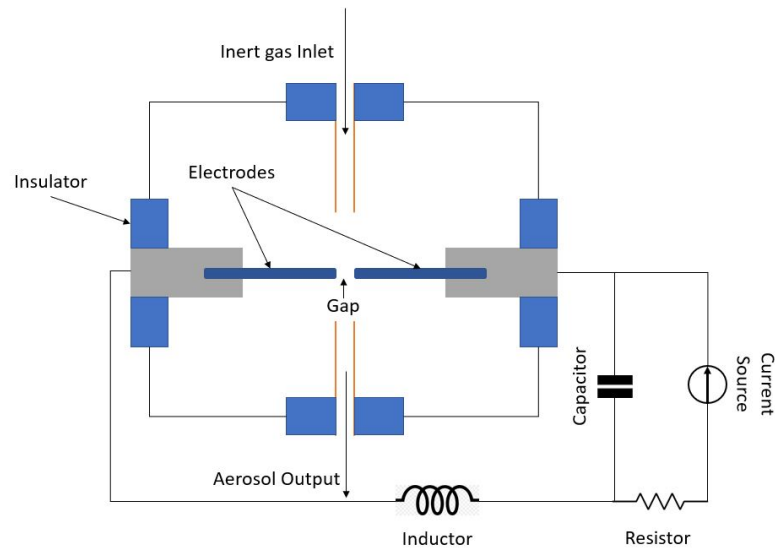 Inert gas Inlet
Insulator
Electrodes
Gap
Capacitor
Current
Source
Aerosol Output
Inductor
Resistor